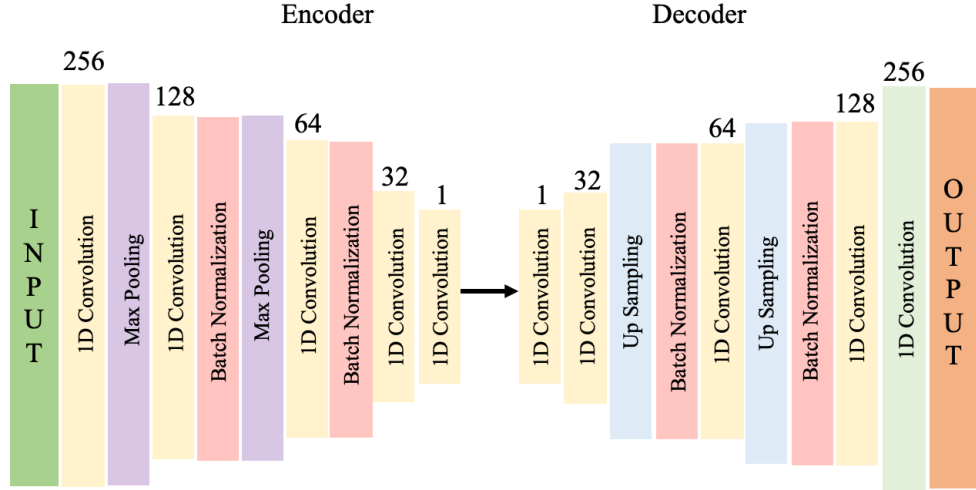 Encoder
Decoder
INPUT
256
1D Convolution
Max Pooling
128
1D Convolution
Batch Normalization
Max Pooling
64
1D Convolution
Batch Normalization
32
1D Convolution
1
1D Convolution
1
1D Convolution
32
1D Convolution
Up Sampling
Batch Normalization
64
1D Convolution
Up Sampling
Batch Normalization
128
1D Convolution
256
1D Convolution
OUTPUT